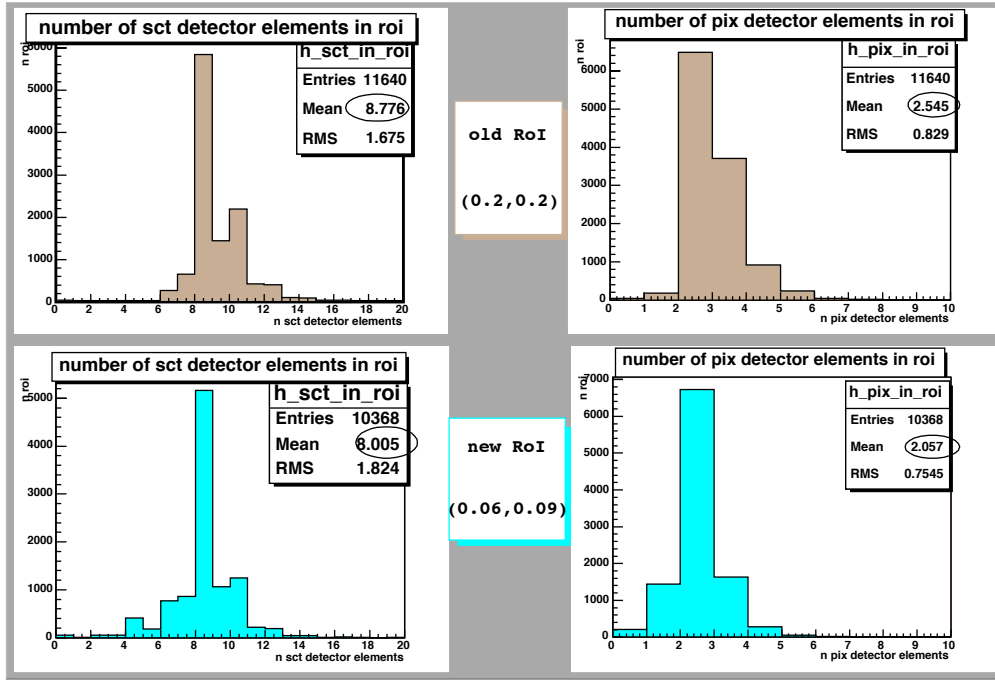 number of sct detector elements in roi
n roi
h_sct_in_roi
Entries 11640
Mean 8.776
RMS 1.675
6000
5000
4000
3000
2000
1000
0
0 2 4 6 8 10 12 14 16 18 20
n sct detector elements
old RoI
(0.2,0.2)
number of pix detector elements in roi
n roi
h_pix_in_roi
Entries 11640
Mean 2.545
RMS 0.829
6000
5000
4000
3000
2000
1000
0
0 1 2 3 4 5 6 7 8 9 10
n pix detector elements
number of sct detector elements in roi
n roi
h_sct_in_roi
Entries 10368
Mean 8.005
RMS 1.824
5000
4000
3000
2000
1000
0
0 2 4 6 8 10 12 14 16 18 20
n sct detector elements
new RoI
(0.06,0.09)
number of pix detector elements in roi
n roi
h_pix_in_roi
Entries 10368
Mean 2.057
RMS 0.7545
7000
6000
5000
4000
3000
2000
1000
0
0 1 2 3 4 5 6 7 8 9 10
n pix detector elements